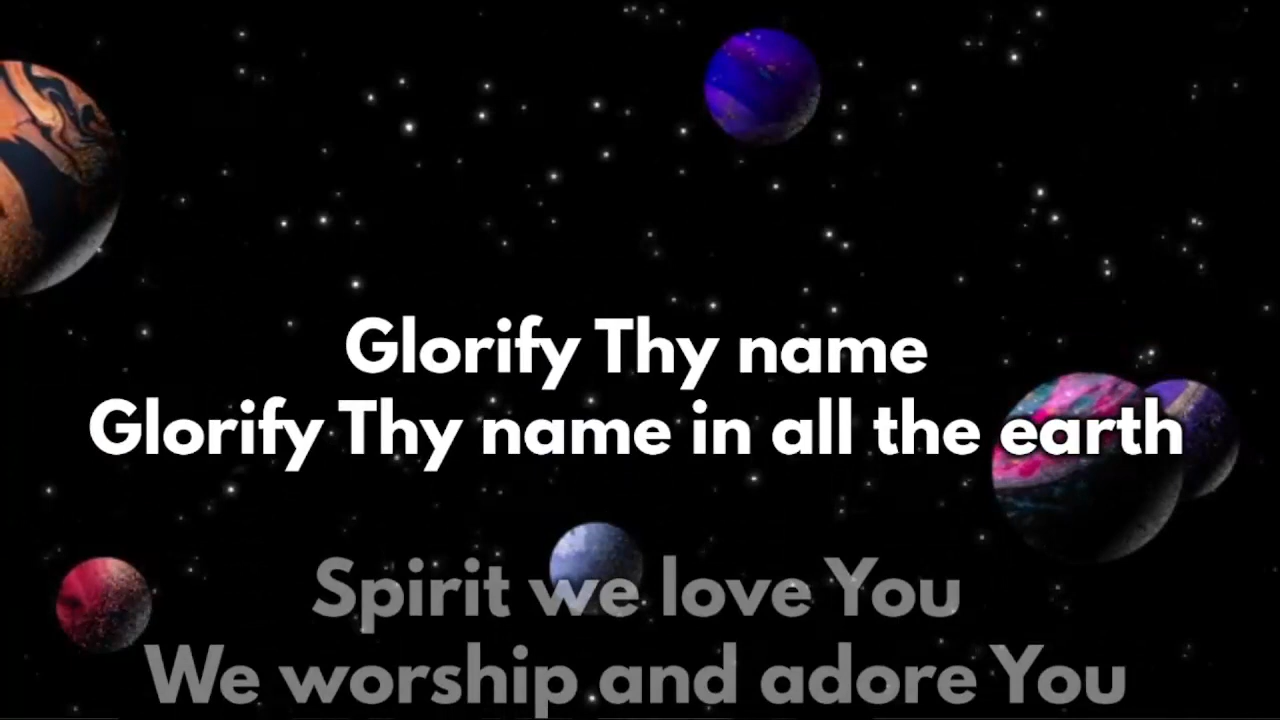 Glorify Thy name
Glorify Thy name in all the earth
Spirit we love You
We worship and adore You